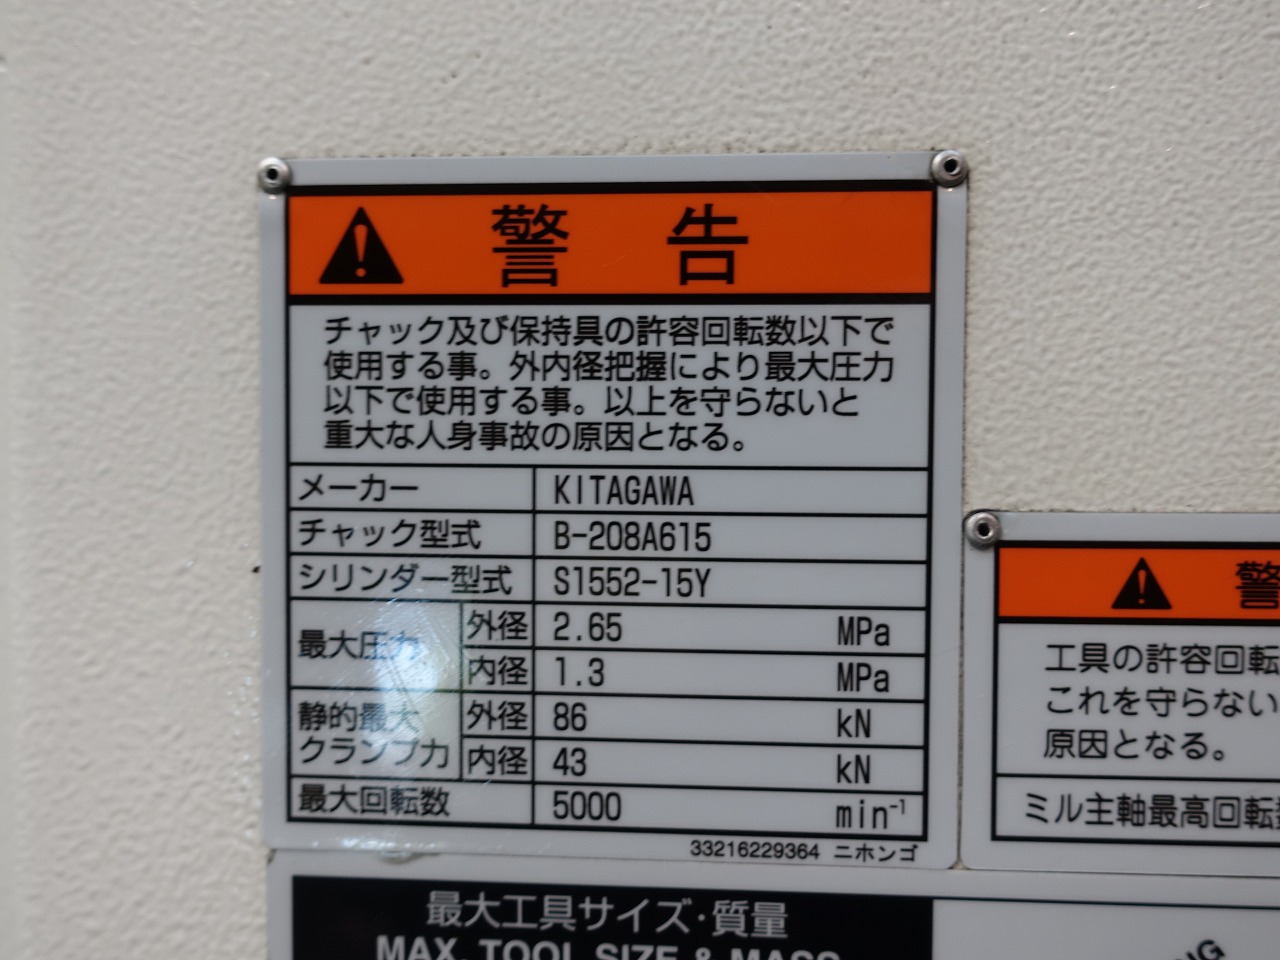 警告
チャック及び保持具の許容回転数以下で
使用する事。外内径把握により最大圧力
以下で使用する事。以上を守らないと
重大な人身事故の原因となる。
メーカー KITAGAWA
チャック型式 B-208A615
シリンダー型式 S1552-15Y
最大圧力 外径 2.65 MPa
内径 1.3 MPa
静的最大クランプ力 外径 86 kN
内径 43 kN
最大回転数 5000 min⁻¹
33216229364 ニホンゴ
警
工具の許容回転
これを守らない
原因となる。
ミル主軸最高回転
最大工具サイズ・質量
MAX. TOOL SIZE & MASS